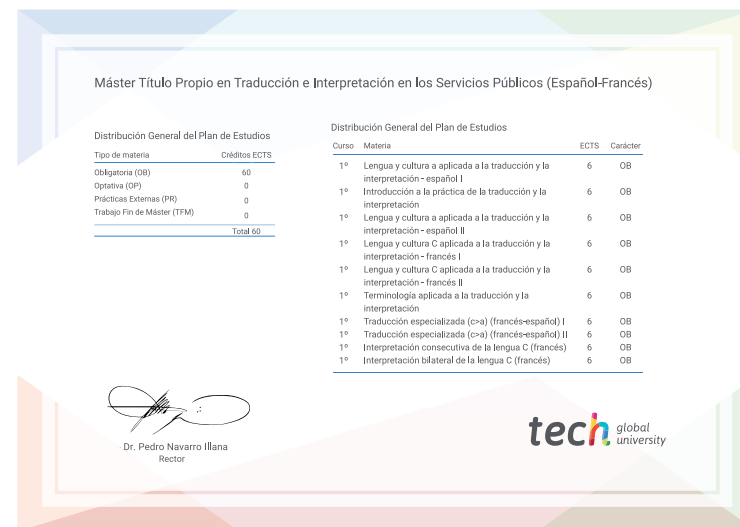 Máster Título Propio en Traducción e Interpretación en los Servicios Públicos (Español-Francés)
Distribución General del Plan de Estudios
Tipo de materia Créditos ECTS
Obligatoria (OB) 60
Optativa (OP) 0
Prácticas Externas (PR) 0
Trabajo Fin de Máster (TFM) 0
Total 60
Distribución General del Plan de Estudios
Curso Materia ECTS Carácter
1º Lengua y cultura a aplicada a la traducción y la 6 OB
interpretación - español I
1º Introducción a la práctica de la traducción y la 6 OB
interpretación
1º Lengua y cultura a aplicada a la traducción y la 6 OB
interpretación - español II
1º Lengua y cultura C aplicada a la traducción y la 6 OB
interpretación - francés I
1º Lengua y cultura C aplicada a la traducción y la 6 OB
interpretación - francés II
1º Terminología aplicada a la traducción y la 6 OB
interpretación
1º Traducción especializada (c>a) (francés-español) I 6 OB
1º Traducción especializada (c>a) (francés-español) II 6 OB
1º Interpretación consecutiva de la lengua C (francés) 6 OB
1º Interpretación bilateral de la lengua C (francés) 6 OB
Dr. Pedro Navarro Illana
Rector
tech global
university